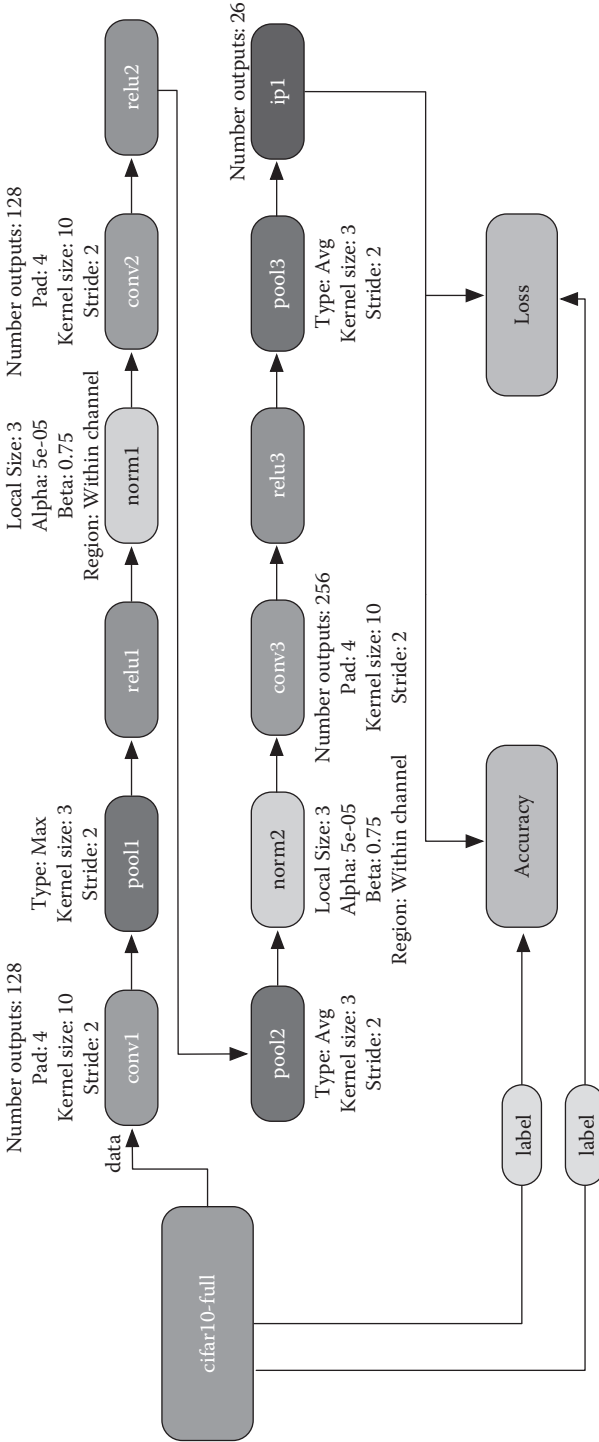 cifar10-full
data
Number outputs: 128
Pad: 4
Kernel size: 10
Stride: 2
conv1
Type: Max
Kernel size: 3
Stride: 2
pool1
relu1
Local Size: 3
Alpha: 5e-05
Beta: 0.75
Region: Within channel
norm1
Number outputs: 128
Pad: 4
Kernel size: 10
Stride: 2
conv2
relu2
pool2
Type: Avg
Kernel size: 3
Stride: 2
norm2
Local Size: 3
Alpha: 5e-05
Beta: 0.75
Region: Within channel
conv3
Number outputs: 256
Pad: 4
Kernel size: 10
Stride: 2
relu3
pool3
Type: Avg
Kernel size: 3
Stride: 2
Number outputs: 26
ip1
label
label
Accuracy
Loss